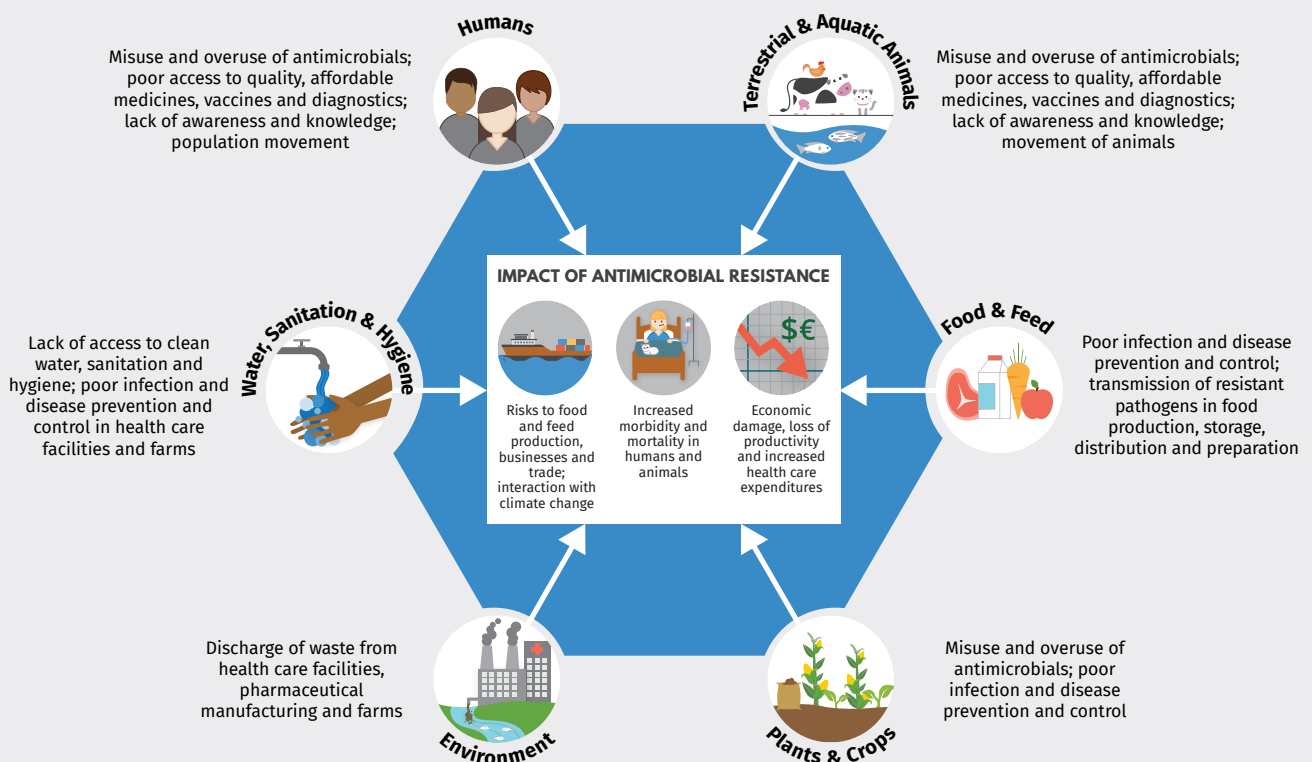 Humans
Misuse and overuse of antimicrobials;
poor access to quality, affordable
medicines, vaccines and diagnostics;
lack of awareness and knowledge;
population movement
Terrestrial & Aquatic Animals
Misuse and overuse of antimicrobials;
poor access to quality, affordable
medicines, vaccines and diagnostics;
lack of awareness and knowledge;
movement of animals
Water, Sanitation & Hygiene
Lack of access to clean
water, sanitation and
hygiene; poor infection and
disease prevention and
control in health care
facilities and farms
IMPACT OF ANTIMICROBIAL RESISTANCE
$€
Risks to food
and feed
production,
businesses and
trade;
interaction with
climate change
Increased
morbidity and
mortality in
humans and
animals
Economic
damage, loss of
productivity
and increased
health care
expenditures
Food & Feed
Poor infection and disease
prevention and control;
transmission of resistant
pathogens in food
production, storage,
distribution and preparation
Discharge of waste from
health care facilities,
pharmaceutical
manufacturing and farms
Environment
Misuse and overuse of
antimicrobials; poor
infection and disease
prevention and control
Plants & Crops